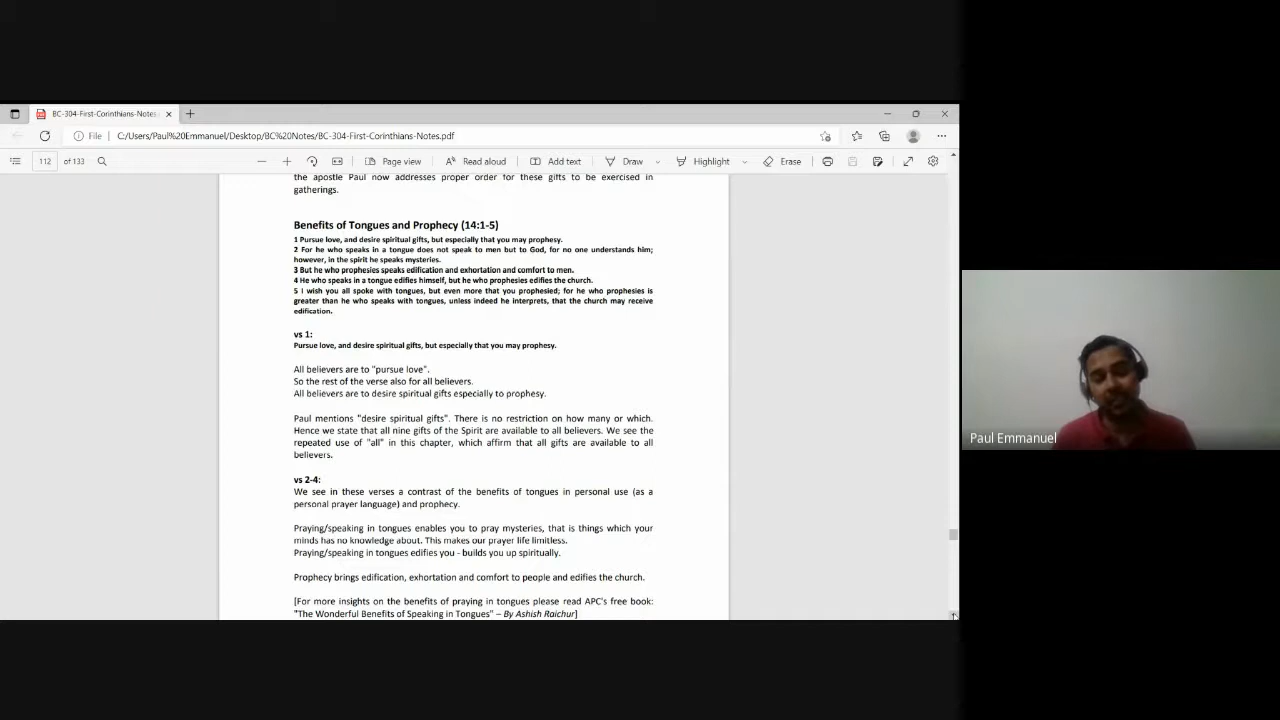 BC-304-First-Corinthians-Notes
File
C:/Users/Paul%20Emmanuel/Desktop/BC%20Notes/BC-304-First-Corinthians-Notes.pdf
112 of 133
Page view
Read aloud
Add text
Draw
Highlight
Erase
the apostle Paul now addresses proper order for these gifts to be exercised in
gatherings.
Benefits of Tongues and Prophecy (14:1-5)
1 Pursue love, and desire spiritual gifts, but especially that you may prophesy.
2 For he who speaks in a tongue does not speak to men but to God, for no one understands him;
however, in the spirit he speaks mysteries.
3 But he who prophesies speaks edification and exhortation and comfort to men.
4 He who speaks in a tongue edifies himself, but he who prophesies edifies the church.
5 I wish you all spoke with tongues, but even more that you prophesied; for he who prophesies is
greater than he who speaks with tongues, unless indeed he interprets, that the church may receive
edification.
vs 1:
Pursue love, and desire spiritual gifts, but especially that you may prophesy.
All believers are to "pursue love".
So the rest of the verse also for all believers.
All believers are to desire spiritual gifts especially to prophesy.
Paul mentions "desire spiritual gifts". There is no restriction on how many or which.
Hence we state that all nine gifts of the Spirit are available to all believers. We see the
repeated use of "all" in this chapter, which affirm that all gifts are available to all
believers.
vs 2-4:
We see in these verses a contrast of the benefits of tongues in personal use (as a
personal prayer language) and prophecy.
Praying/speaking in tongues enables you to pray mysteries, that is things which your
minds has no knowledge about. This makes our prayer life limitless.
Praying/speaking in tongues edifies you - builds you up spiritually.
Prophecy brings edification, exhortation and comfort to people and edifies the church.
[For more insights on the benefits of praying in tongues please read APC's free book:
"The Wonderful Benefits of Speaking in Tongues" – By Ashish Raichur]
Paul Emmanuel